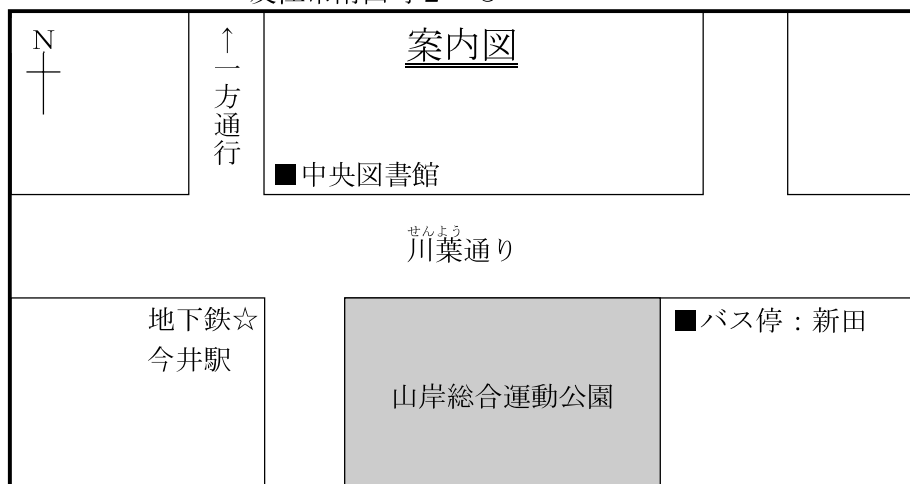 案内図
N
↑一方通行
■中央図書館
せんよう
川葉通り
地下鉄☆
今井駅
■バス停：新田
山岸総合運動公園